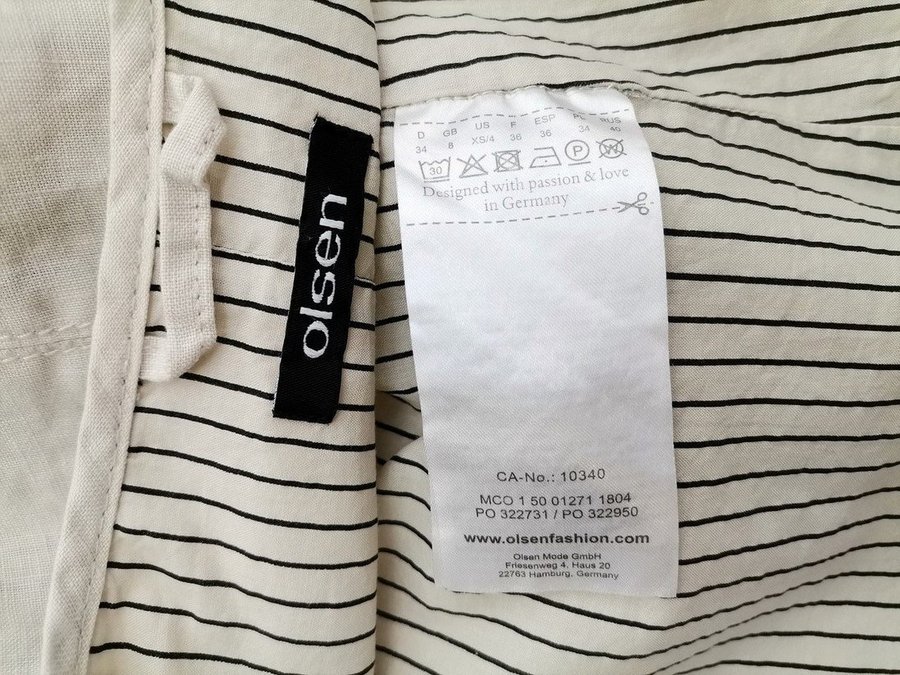 olsen
D GB US F ESP PL RUS
34 8 XS/4 36 36 34 40
30 P W
Designed with passion & love
in Germany
CA-No.: 10340
MCO 1 50 01271 1804
PO 322731 / PO 322950
www.olsenfashion.com
Olsen Mode GmbH
Friesenweg 4, Haus 20
22763 Hamburg, Germany